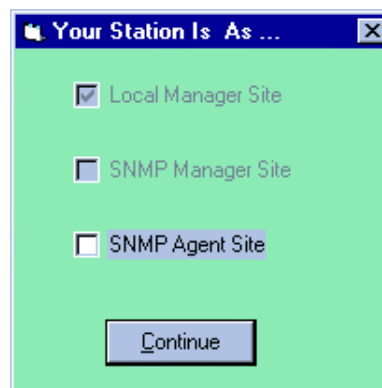 Your Station Is As ...
Local Manager Site
SNMP Manager Site
SNMP Agent Site
Continue